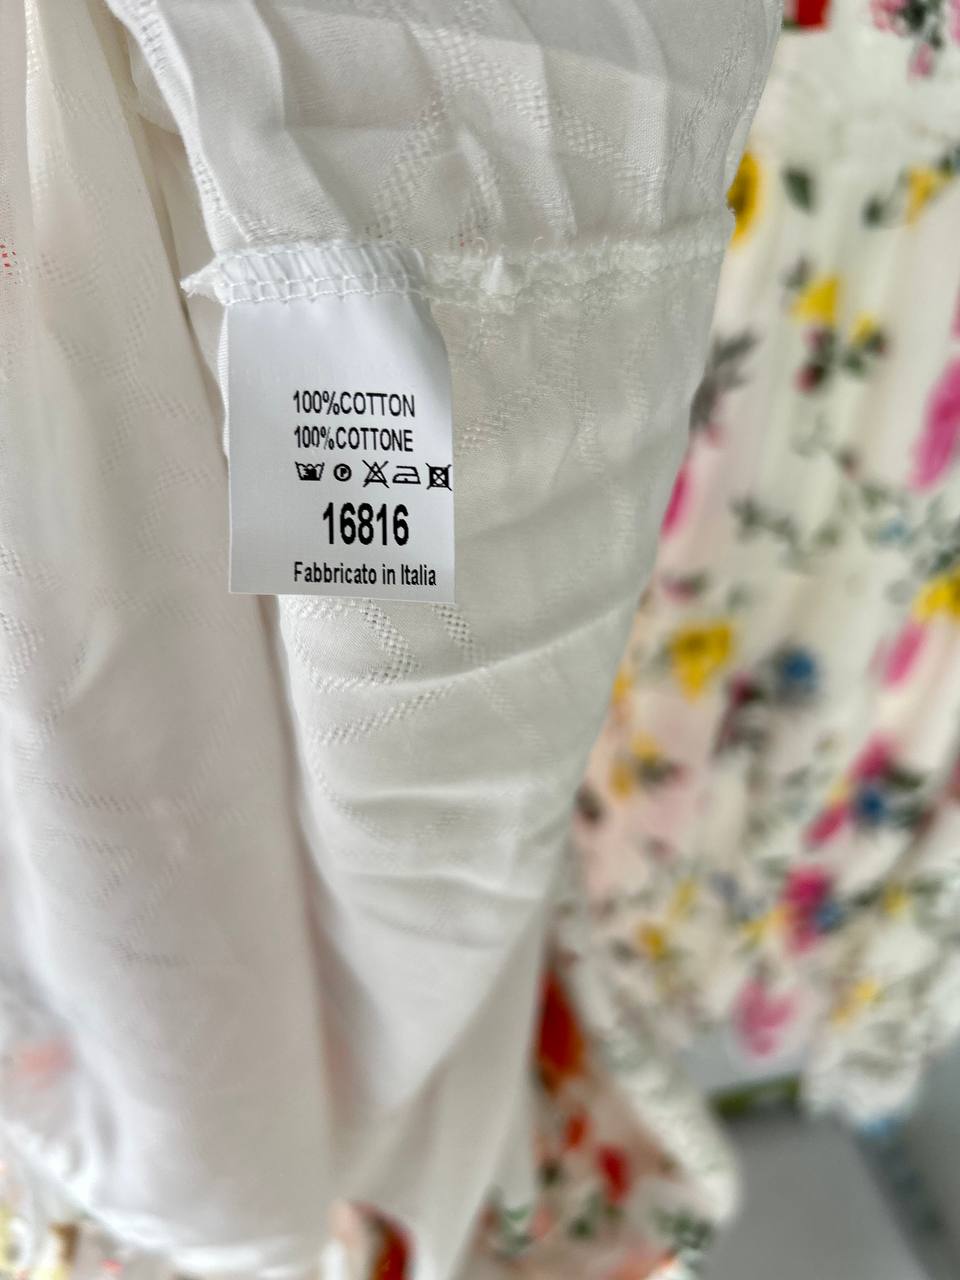 100%COTTON
100%COTTONE
P
16816
Fabbricato in Italia